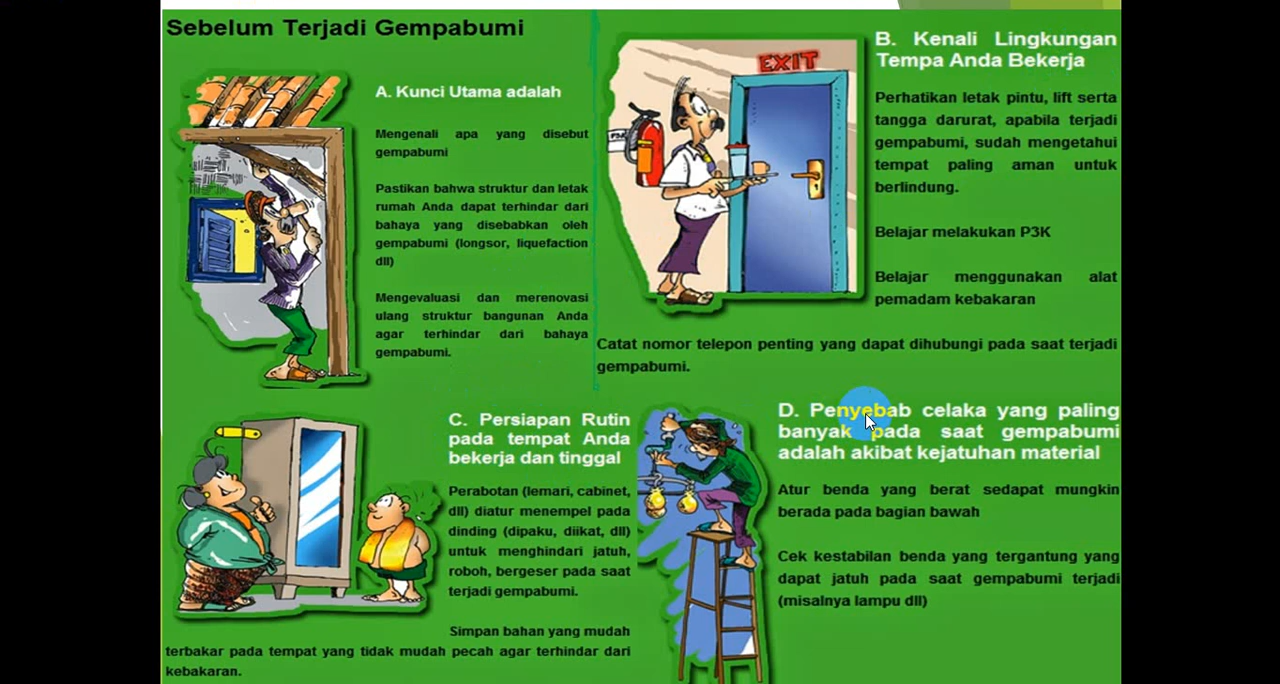 Sebelum Terjadi Gempabumi
A. Kunci Utama adalah
Mengenali apa yang disebut
gempabumi
Pastikan bahwa struktur dan letak
rumah Anda dapat terhindar dari
bahaya yang disebabkan oleh
gempabumi (longsor, liquefaction
dll)
Mengevaluasi dan merenovasi
ulang struktur bangunan Anda
agar terhindar dari bahaya
gempabumi.
EXIT
B. Kenali Lingkungan
Tempa Anda Bekerja
Perhatikan letak pintu, lift serta
tangga darurat, apabila terjadi
gempabumi, sudah mengetahui
tempat paling aman untuk
berlindung.
Belajar melakukan P3K
Belajar menggunakan alat
pemadam kebakaran
Catat nomor telepon penting yang dapat dihubungi pada saat terjadi
gempabumi.
C. Persiapan Rutin
pada tempat Anda
bekerja dan tinggal
Perabotan (lemari, cabinet,
dll) diatur menempel pada
dinding (dipaku, diikat, dll)
untuk menghindari jatuh,
roboh, bergeser pada saat
terjadi gempabumi.
Simpan bahan yang mudah
terbakar pada tempat yang tidak mudah pecah agar terhindar dari
kebakaran.
D. Penyebab celaka yang paling
banyak pada saat gempabumi
adalah akibat kejatuhan material
Atur benda yang berat sedapat mungkin
berada pada bagian bawah
Cek kestabilan benda yang tergantung yang
dapat jatuh pada saat gempabumi terjadi
(misalnya lampu dll)